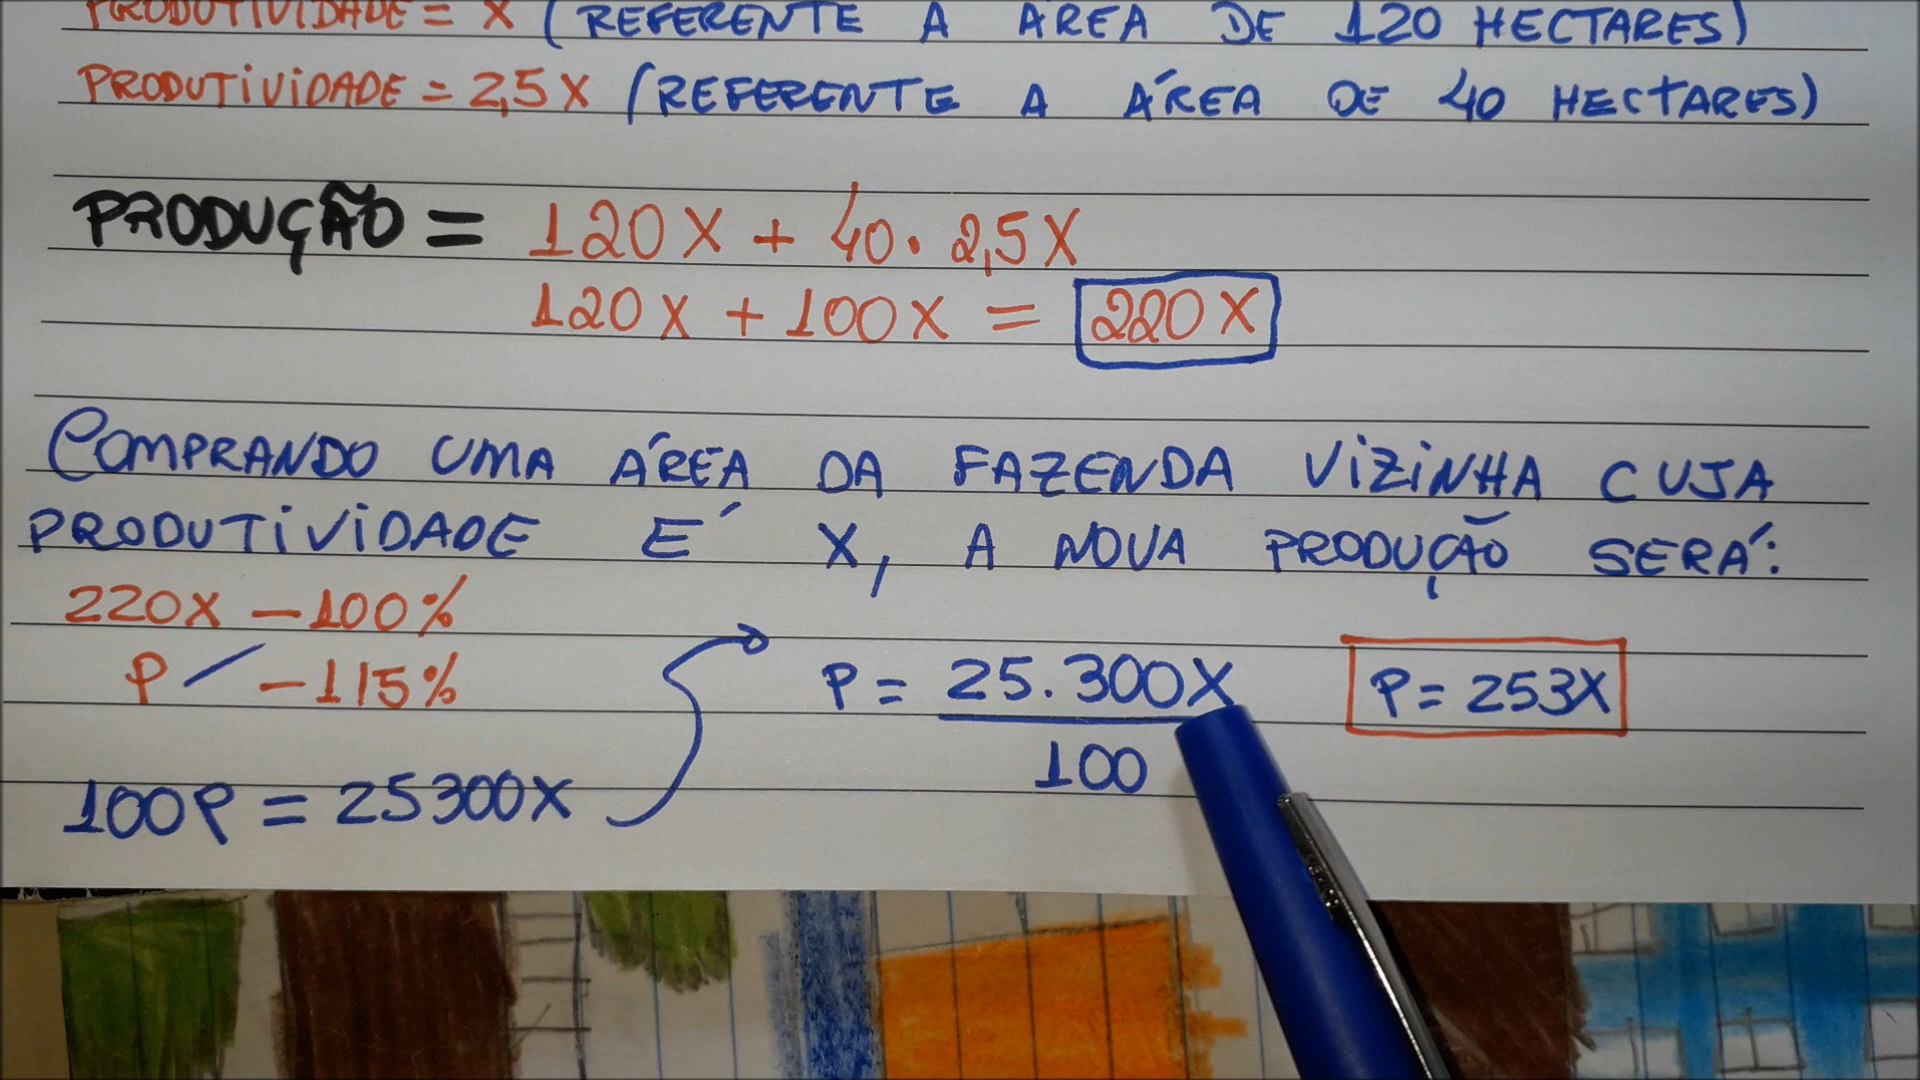 PRODUTIVIDADE = X (REFERENTE A ÁREA DE 120 HECTARES)
PRODUTIVIDADE = 2,5X (REFERENTE A ÁREA DE 40 HECTARES)
PRODUÇÃO = 120X + 40 . 2,5X
120X + 100X = 220X
COMPRANDO UMA ÁREA DA FAZENDA VIZINHA CUJA
PRODUTIVIDADE É X, A NOVA PRODUÇÃO SERÁ:
220X — 100%
P — 115%
100P = 25300X
P = 25.300X
100
P = 253X